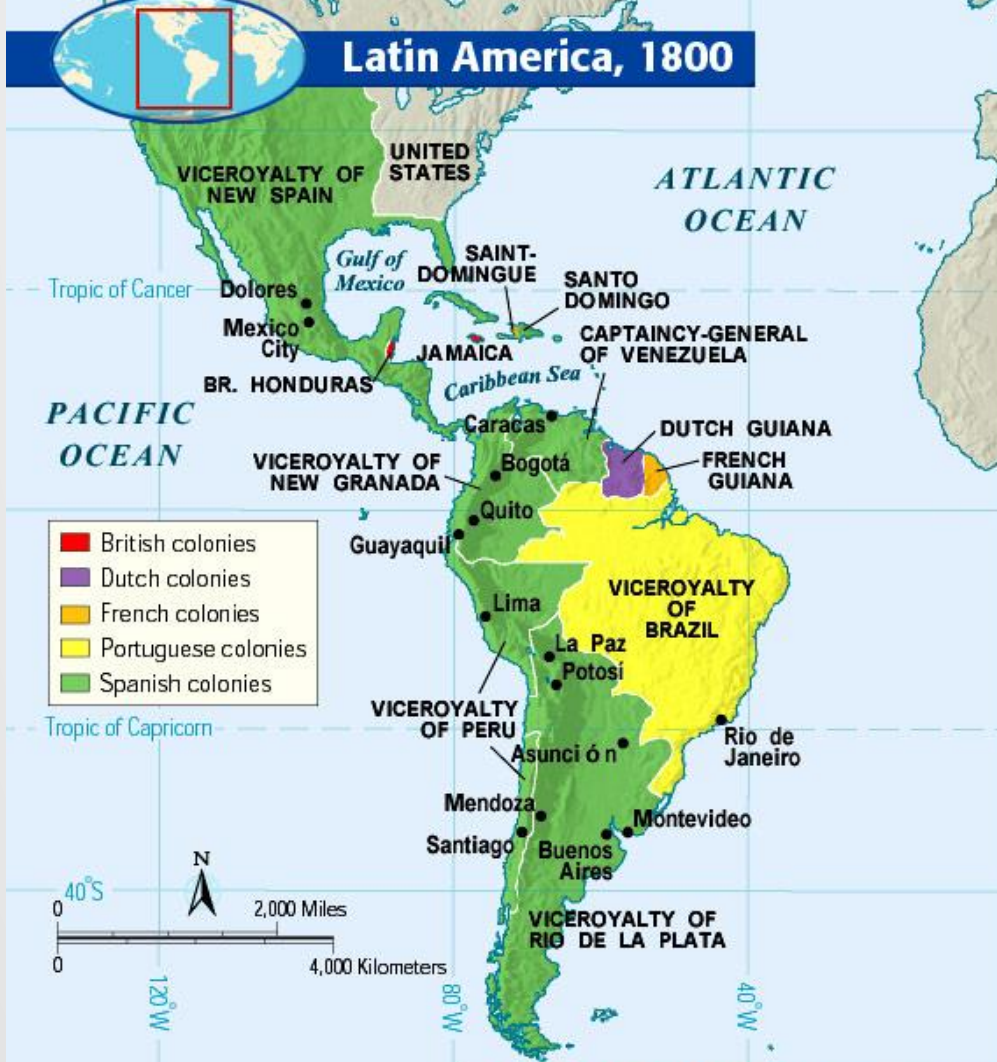 Latin America, 1800
UNITED
STATES
VICEROYALTY OF
NEW SPAIN
ATLANTIC
OCEAN
Gulf of
Mexico
SAINT-
DOMINGUE
SANTO
DOMINGO
Tropic of Cancer
Dolores
Mexico
City
JAMAICA
CAPTAINCY-GENERAL
OF VENEZUELA
BR. HONDURAS
Caribbean Sea
PACIFIC
OCEAN
Caracas
DUTCH GUIANA
VICEROYALTY OF
NEW GRANADA
Bogotá
FRENCH
GUIANA
Quito
Guayaquil
British colonies
Dutch colonies
French colonies
Portuguese colonies
Spanish colonies
VICEROYALTY
OF
BRAZIL
Lima
La Paz
Potosí
VICEROYALTY
OF PERU
Tropic of Capricorn
Rio de
Janeiro
Asunci ó n
Mendoza
Santiago
Montevideo
Buenos
Aires
N
40°S
0 2,000 Miles
0 4,000 Kilometers
VICEROYALTY OF
RIO DE LA PLATA
120°W
80°W
40°W